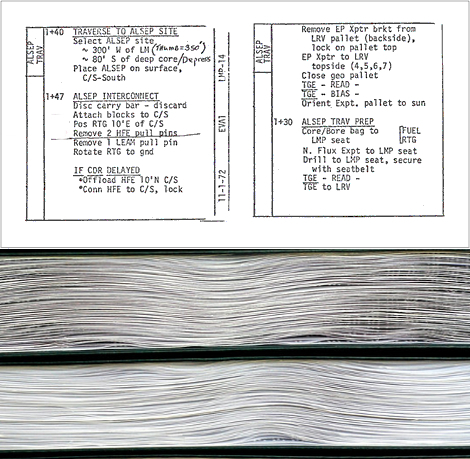 ALSEP TRAV
1+40 TRAVERSE TO ALSEP SITE
Select ALSEP site
~ 300' W of LM (Thumb=350')
~ 80' S of deep core/Depress
Place ALSEP on surface,
C/S-South
1+47 ALSEP INTERCONNECT
Disc carry bar - discard
Attach blocks to C/S
Pos RTG 10'E of C/S
Remove 2 HFE pull pins
Remove 1 LEAM pull pin
Rotate RTG to gnd
IF CDR DELAYED
*Offload HFE 10'N C/S
*Conn HFE to C/S, lock
LMP-14
EVA1
11-1-72
ALSEP TRAV
Remove EP Xptr brkt from
LRV pallet (backside),
lock on pallet top
EP Xptr to LRV
topside (4,5,6,7)
Close geo pallet
TGE - READ -
TGE - BIAS -
Orient Expt. pallet to sun
1+30 ALSEP TRAV PREP
Core/Bore bag to FUEL
LMP seat RTG
N. Flux Expt to LMP seat
Drill to LMP seat, secure
with seatbelt
TGE - READ -
TGE to LRV